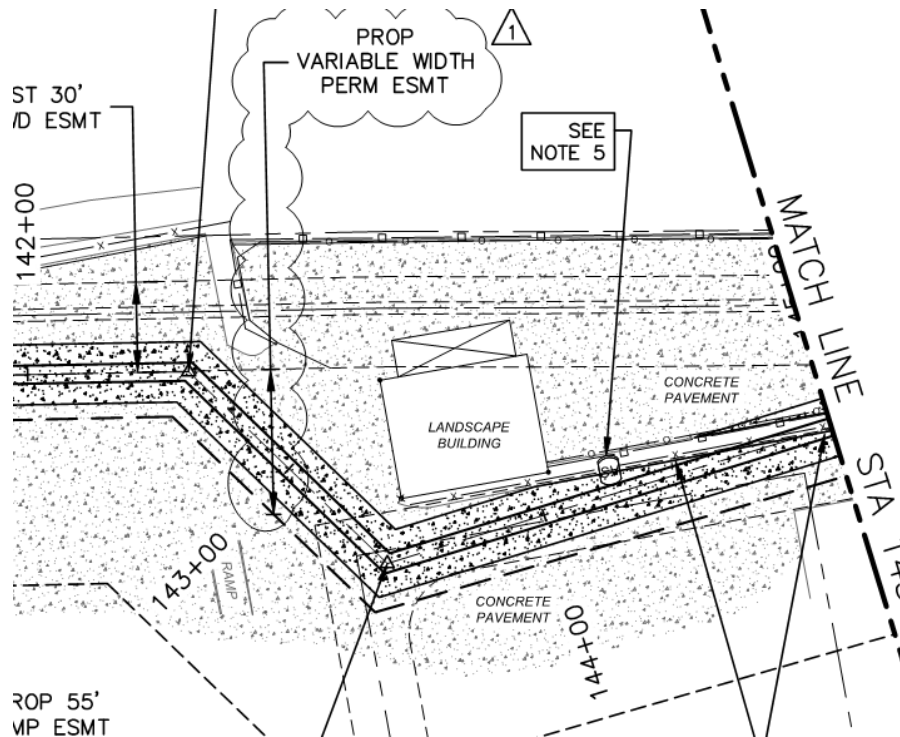 PROP
VARIABLE WIDTH
PERM ESMT
1
ST 30'
ESMT
SEE
NOTE 5
142+00
MATCH LINE STA
CONCRETE
PAVEMENT
LANDSCAPE
BUILDING
143+00
RAMP
CONCRETE
PAVEMENT
144+00
ROP 55'
MP ESMT